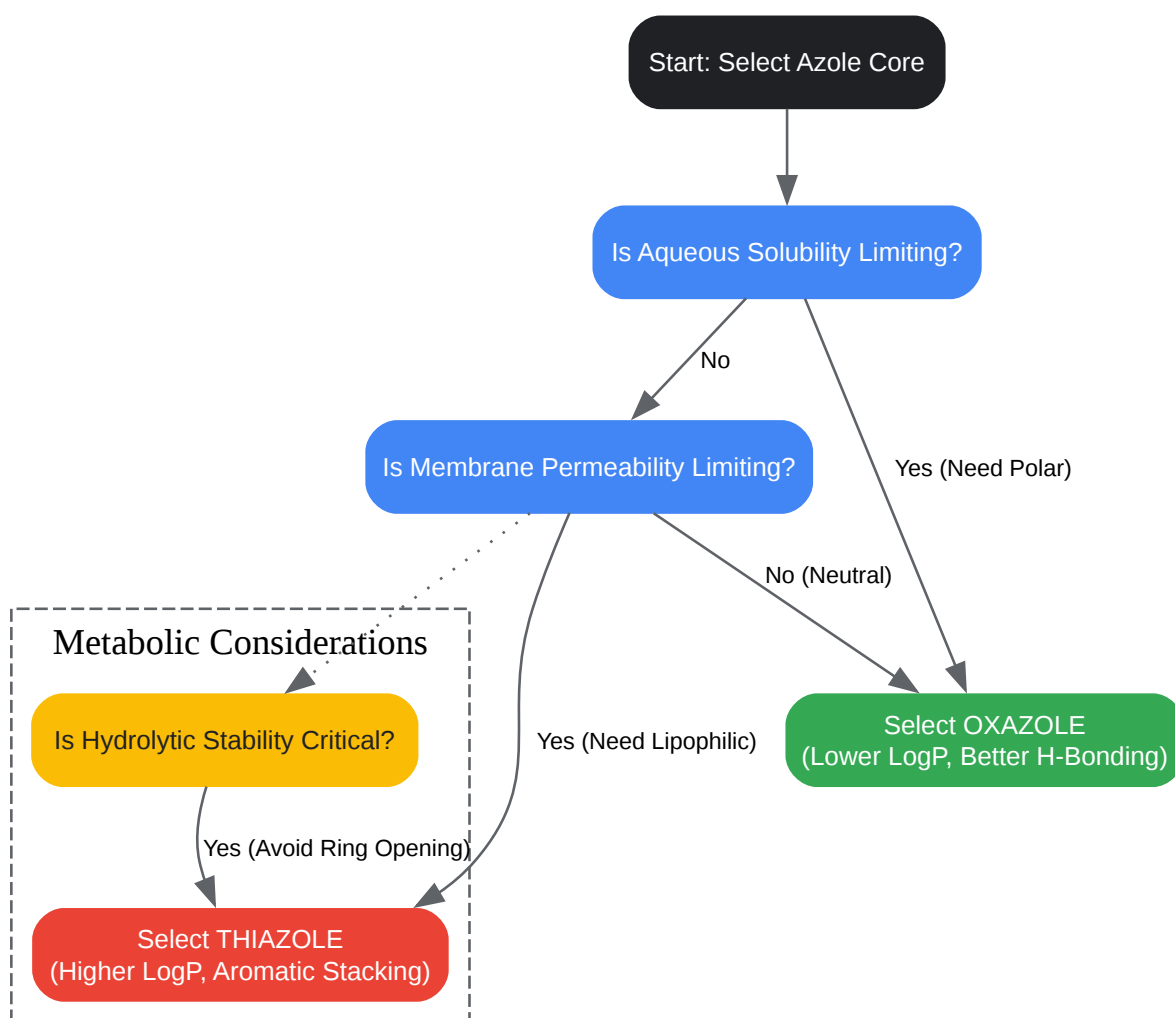 Start: Select Azole Core
Is Aqueous Solubility Limiting?
No
Is Membrane Permeability Limiting?
Yes (Need Polar)
No (Neutral)
Metabolic Considerations
Is Hydrolytic Stability Critical?
Yes (Need Lipophilic)
Select OXAZOLE
(Lower LogP, Better H-Bonding)
Yes (Avoid Ring Opening)
Select THIAZOLE
(Higher LogP, Aromatic Stacking)